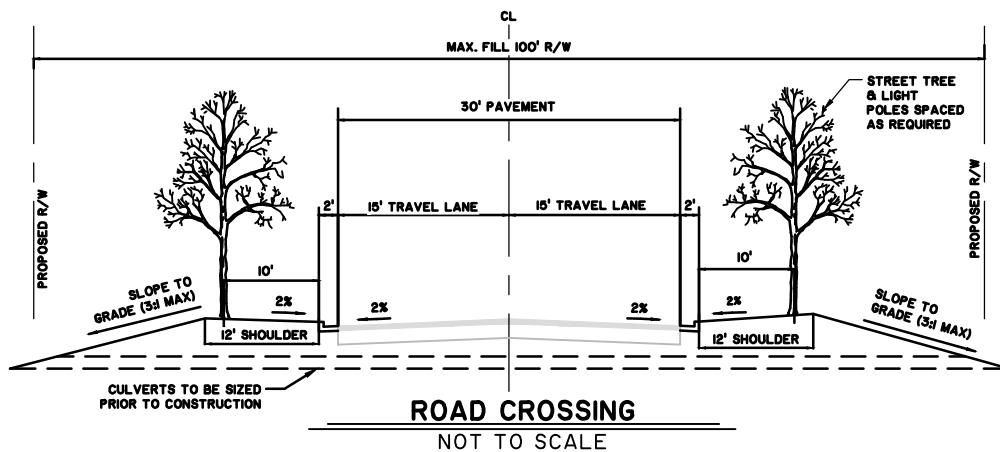 CL
MAX. FILL 100' R/W
STREET TREE
& LIGHT
POLES SPACED
AS REQUIRED
30' PAVEMENT
PROPOSED R/W
PROPOSED R/W
2'
15' TRAVEL LANE
15' TRAVEL LANE
2'
10'
10'
SLOPE TO
GRADE (3:1 MAX)
SLOPE TO
GRADE (3:1 MAX)
2%
2%
2%
2%
12' SHOULDER
12' SHOULDER
CULVERTS TO BE SIZED
PRIOR TO CONSTRUCTION
ROAD CROSSING
NOT TO SCALE